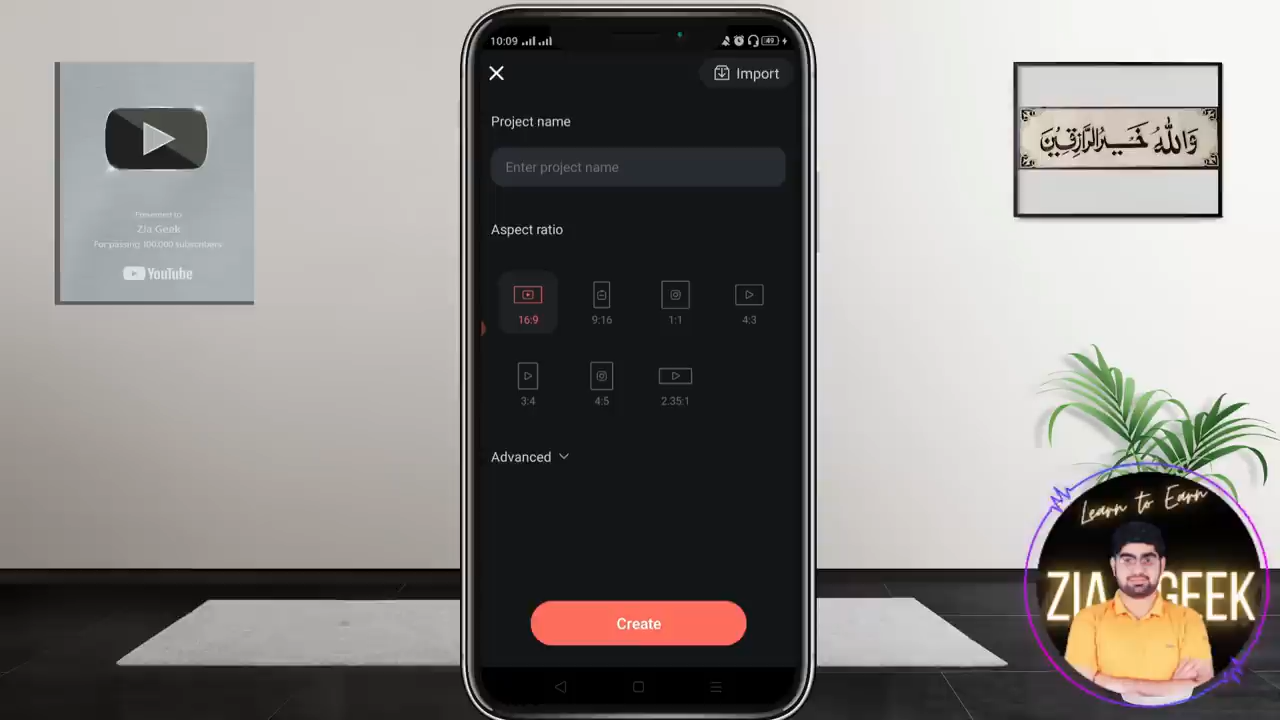 10:09
49
Import
Project name
Enter project name
Aspect ratio
16:9
9:16
1:1
4:3
3:4
4:5
2.35:1
Advanced
Create
Presented to
Zia Geek
For passing 100,000 subscribers
YouTube
وَاللّٰهُ خَيْرُ الرَّازِقِيْنَ
Learn to Earn
ZIA GEEK